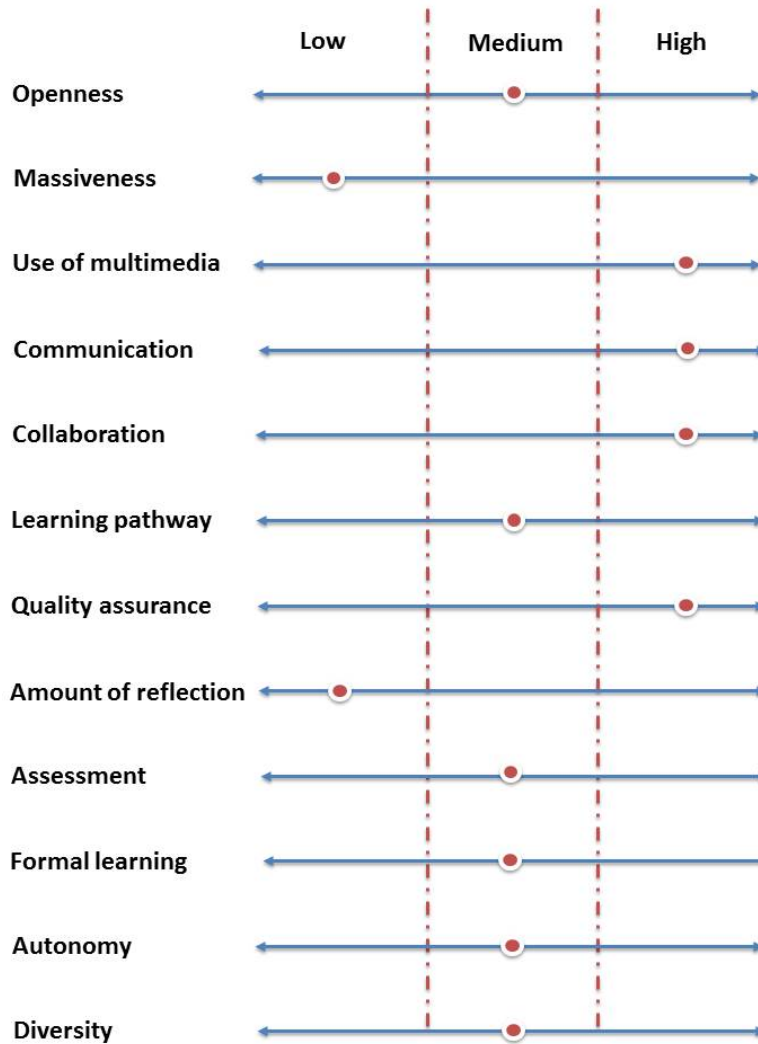 Low Medium High
Openness
Massiveness
Use of multimedia
Communication
Collaboration
Learning pathway
Quality assurance
Amount of reflection
Assessment
Formal learning
Autonomy
Diversity